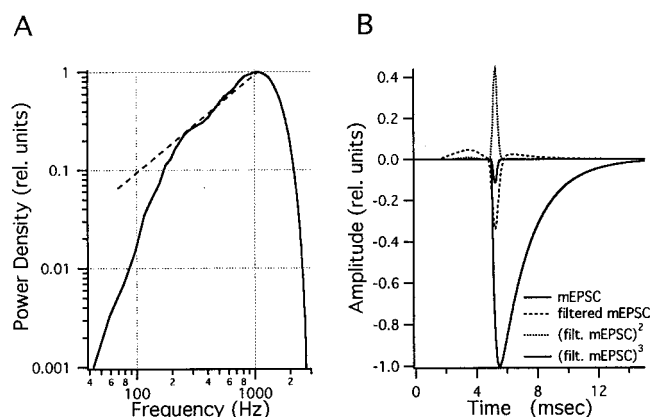 A
Power Density (rel. units)
1
0.1
0.01
0.001
4 6 8 100 2 4 6 8 1000 2
Frequency (Hz)
B
Amplitude (rel. units)
0.4
0.2
0.0
-0.2
-0.4
-0.6
-0.8
-1.0
mEPSC
filtered mEPSC
(filt. mEPSC)²
(filt. mEPSC)³
0 4 8 12
Time (msec)